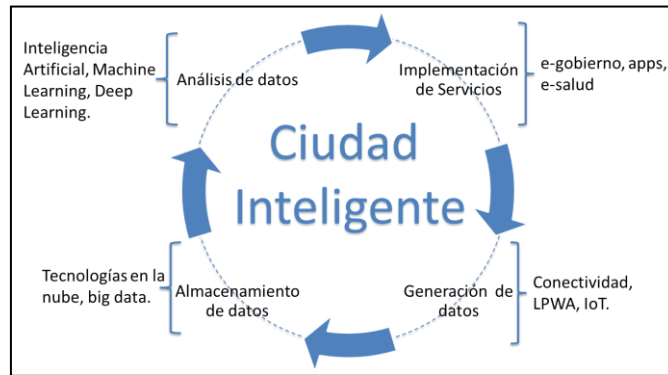 Inteligencia
Artificial, Machine
Learning, Deep
Learning.
Análisis de datos
Implementación
de Servicios
e-gobierno, apps,
e-salud
Ciudad
Inteligente
Tecnologías en la
nube, big data.
Almacenamiento
de datos
Generación de
datos
Conectividad,
LPWA, IoT.